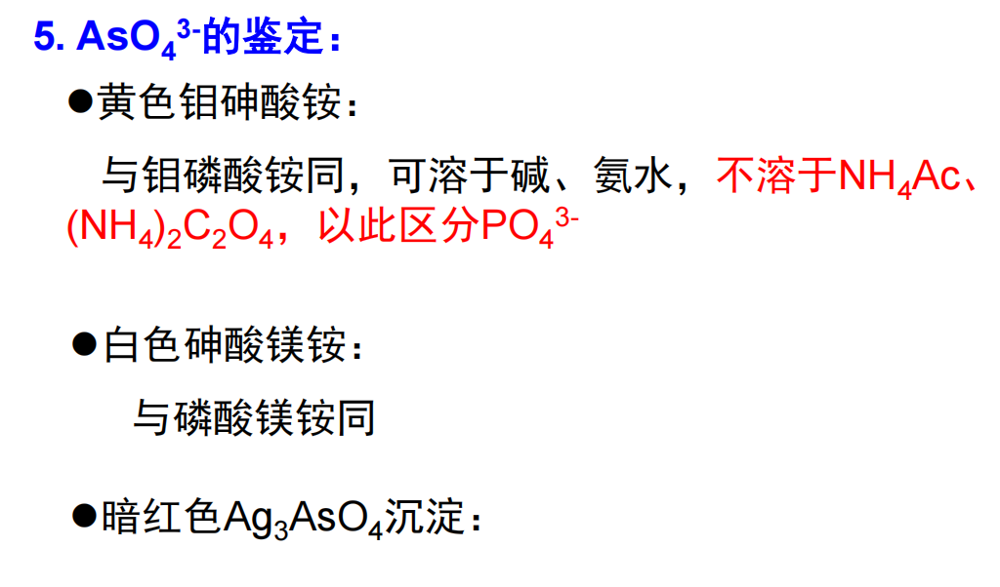 5. AsO₄³⁻的鉴定：
●黄色钼砷酸铵：
与钼磷酸铵同，可溶于碱、氨水，不溶于NH₄Ac、
(NH₄)₂C₂O₄，以此区分PO₄³⁻
●白色砷酸镁铵：
与磷酸镁铵同
●暗红色Ag₃AsO₄沉淀：